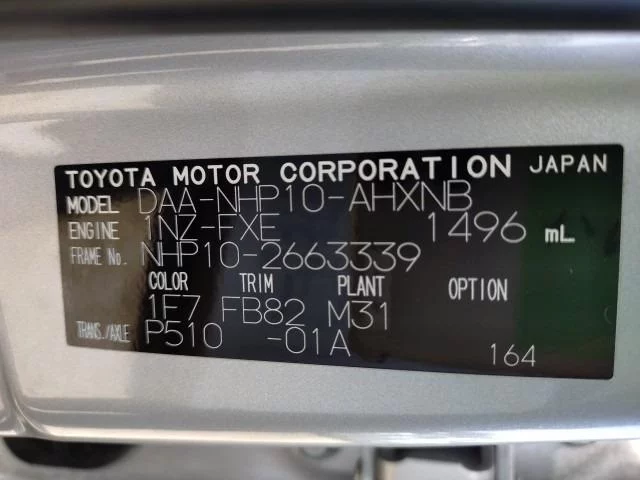 TOYOTA MOTOR CORPORATION JAPAN
MODEL DAA-NHP10-AHXNB
ENGINE 1NZ-FXE 1496 mL
FRAME No. NHP10-2663339
COLOR TRIM PLANT OPTION
1F7 FB82 M31
TRANS./AXLE P510 -01A
164